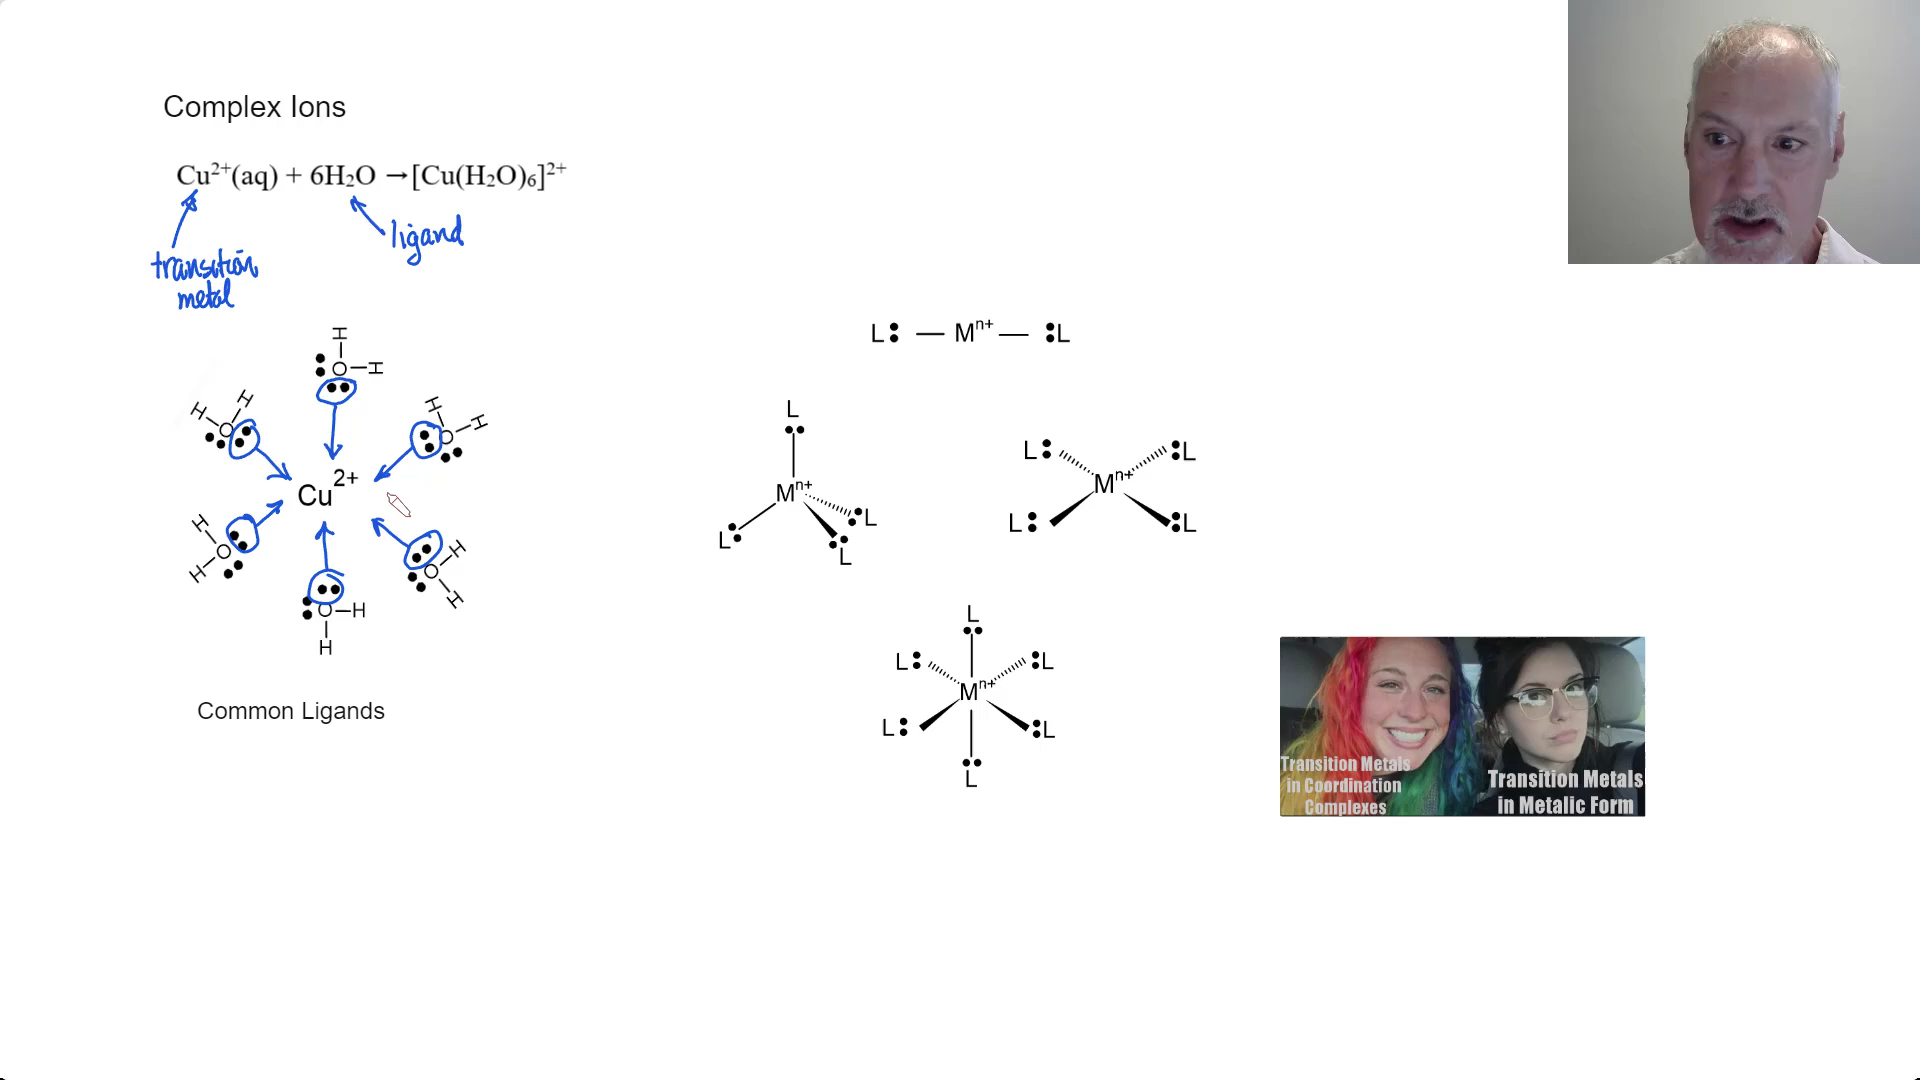 Complex Ions
Cu²⁺(aq) + 6H₂O → [Cu(H₂O)₆]²⁺
ligand
transition
metal
L: — Mⁿ⁺ — :L
H
O—H
H H
O
H
O—H
L
Mⁿ⁺
L
L
L
L: :L
Mⁿ⁺
L: :L
Cu²⁺
H
O
H
O H
H
O—H
H
L
L: :L
Mⁿ⁺
L: :L
L
Common Ligands
Transition Metals
in Coordination
Complexes
Transition Metals
in Metalic Form